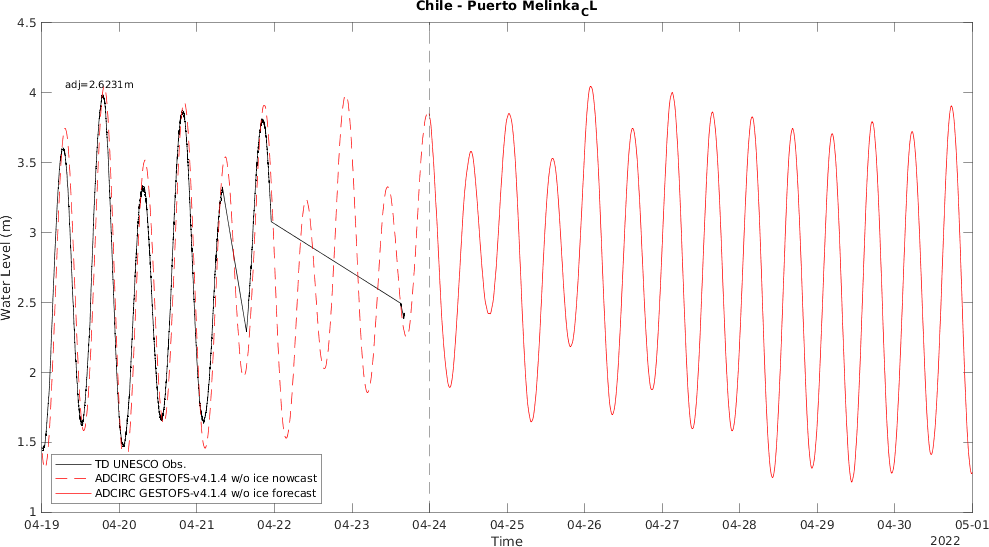 Chile - Puerto MelinkaCL
adj=2.6231m
Water Level (m)
4.5
4
3.5
3
2.5
2
1.5
1
TD UNESCO Obs.
ADCIRC GESTOFS-v4.1.4 w/o ice nowcast
ADCIRC GESTOFS-v4.1.4 w/o ice forecast
04-19 04-20 04-21 04-22 04-23 04-24 04-25 04-26 04-27 04-28 04-29 04-30 05-01
Time
2022